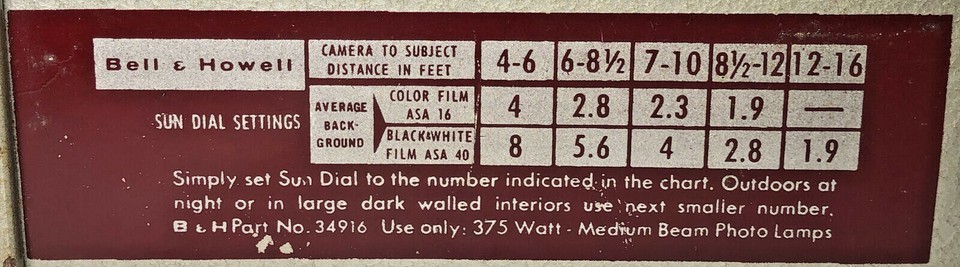 Bell & Howell
CAMERA TO SUBJECT
DISTANCE IN FEET
4-6 6-8½ 7-10 8½-12 12-16
SUN DIAL SETTINGS
AVERAGE
BACK-
GROUND
COLOR FILM
ASA 16
4 2.8 2.3 1.9 —
BLACK&WHITE
FILM ASA 40
8 5.6 4 2.8 1.9
Simply set Sun Dial to the number indicated in the chart. Outdoors at
night or in large dark walled interiors use next smaller number.
B & H Part No. 34916 Use only: 375 Watt - Medium Beam Photo Lamps